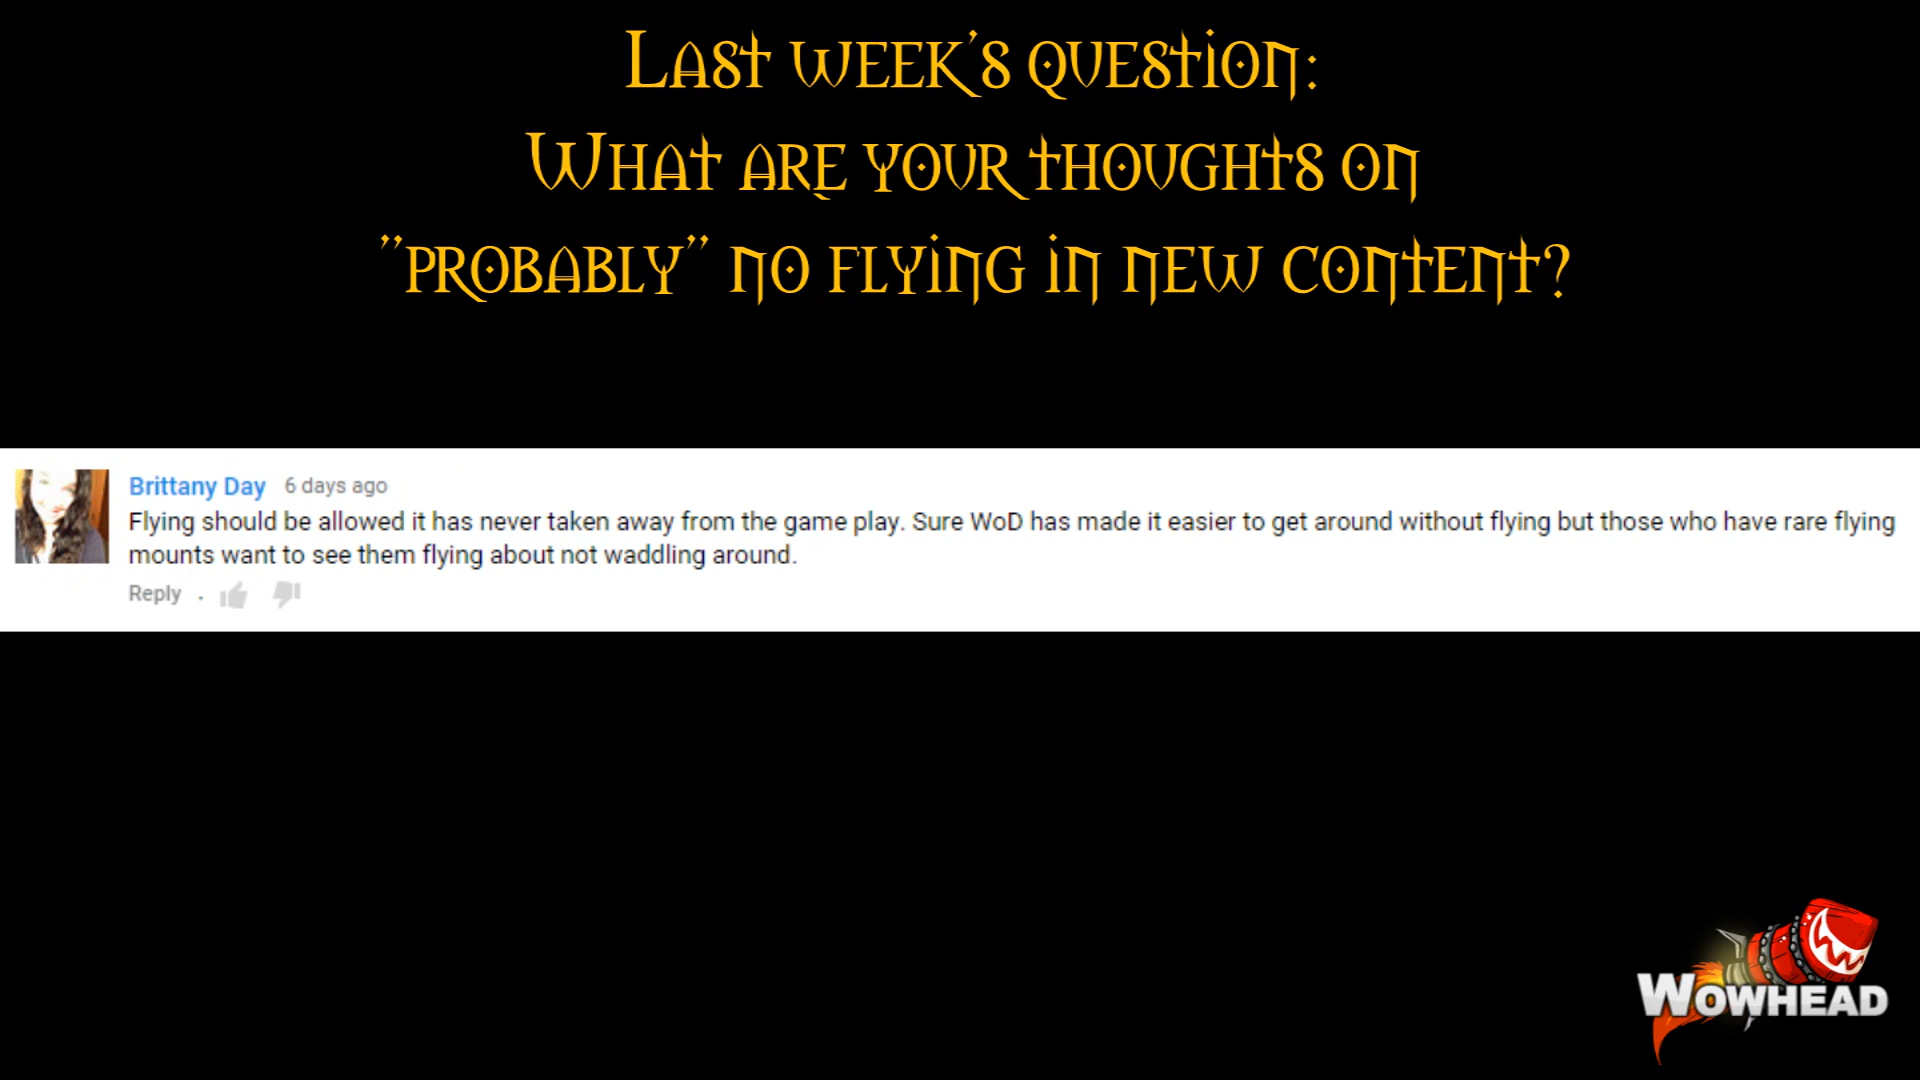 Last week's question:
What are your thoughts on
"probably" no flying in new content?
Brittany Day 6 days ago
Flying should be allowed it has never taken away from the game play. Sure WoD has made it easier to get around without flying but those who have rare flying
mounts want to see them flying about not waddling around.
Reply .
WOWHEAD